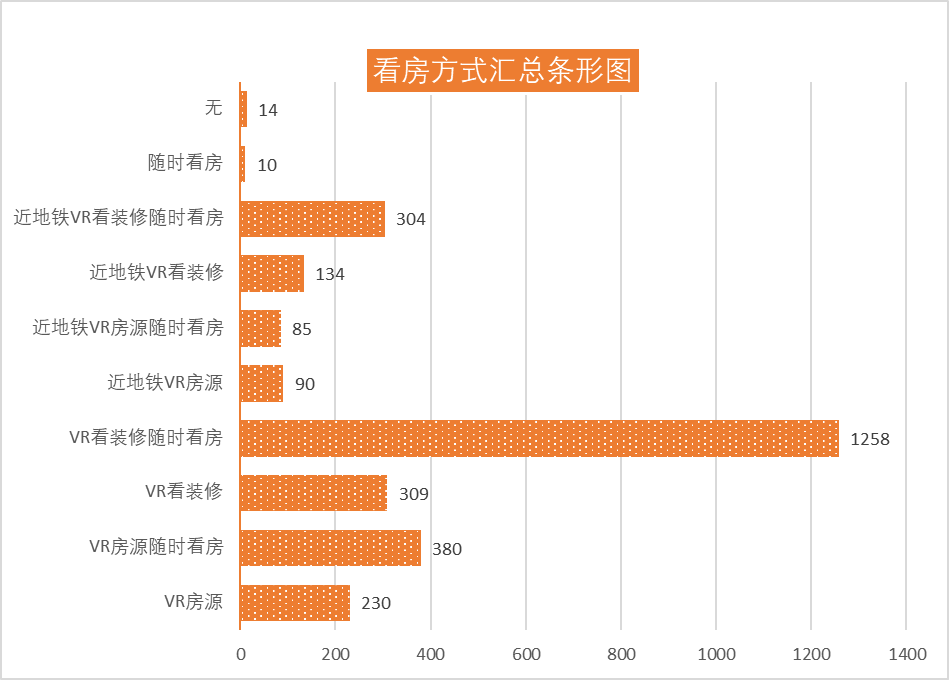 看房方式汇总条形图
无 14
随时看房 10
近地铁VR看装修随时看房 304
近地铁VR看装修 134
近地铁VR房源随时看房 85
近地铁VR房源 90
VR看装修随时看房 1258
VR看装修 309
VR房源随时看房 380
VR房源 230
0 200 400 600 800 1000 1200 1400